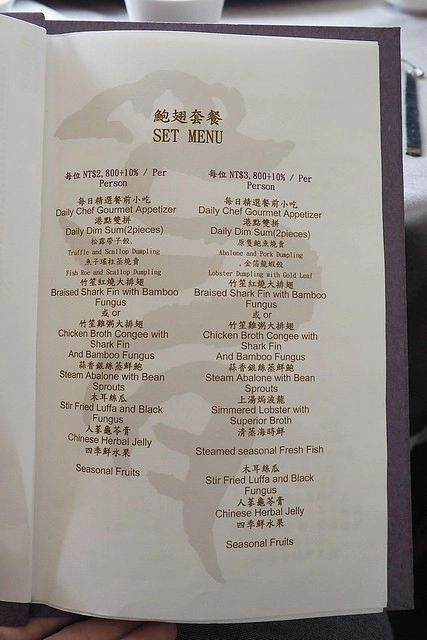 鮑翅套餐
SET MENU
每位 NT$2,800+10% / Per
Person
每日精選餐前小吃
Daily Chef Gourmet Appetizer
港點雙拼
Daily Dim Sum(2pieces)
松露帶子餃.
Truffle and Scallop Dumpling
魚子瑤柱蒸燒賣
Fish Roe and Scallop Dumpling
竹笙紅燒大排翅
Braised Shark Fin with Bamboo
Fungus
或 or
竹笙雞粥大排翅
Chicken Broth Congee with
Shark Fin
And Bamboo Fungus
蒜香銀絲蒸鮮鮑
Steam Abalone with Bean
Sprouts
木耳絲瓜
Stir Fried Luffa and Black
Fungus
人蔘龜苓膏
Chinese Herbal Jelly
四季鮮水果
Seasonal Fruits
每位 NT$3,800+10% / Per
Person
每日精選餐前小吃
Daily Chef Gourmet Appetizer
港點雙拼
Daily Dim Sum(2pieces)
原隻鮑魚燒賣
Abalone and Pork Dumpling
.金箔龍蝦餃
Lobster Dumpling with Gold Leaf
竹笙紅燒大排翅
Braised Shark Fin with Bamboo
Fungus
或 or
竹笙雞粥大排翅
Chicken Broth Congee with
Shark Fin
And Bamboo Fungus
蒜香銀絲蒸鮮鮑
Steam Abalone with Bean
Sprouts
上湯焗波龍
Simmered Lobster with
Superior Broth
清蒸海時鮮
Steamed seasonal Fresh Fish
木耳絲瓜
Stir Fried Luffa and Black
Fungus
人蔘龜苓膏
Chinese Herbal Jelly
四季鮮水果
Seasonal Fruits